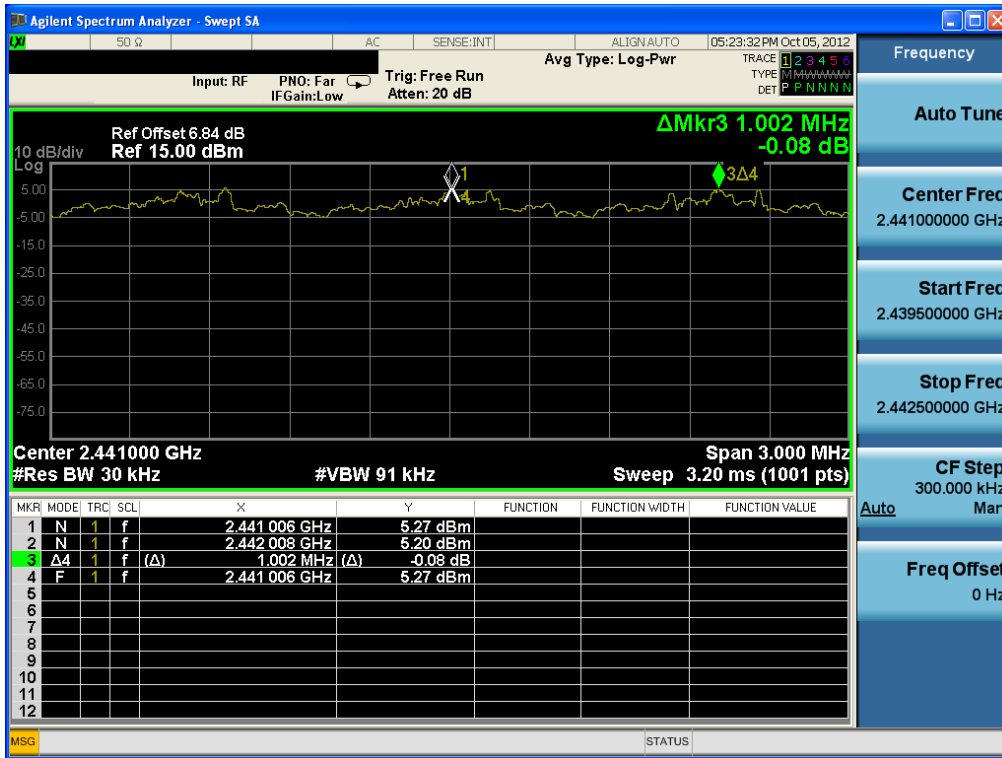 Agilent Spectrum Analyzer - Swept SA
LXI 50 Ω AC SENSE:INT ALIGN AUTO 05:23:32 PM Oct 05, 2012
Input: RF PNO: Far IFGain:Low Trig: Free Run Atten: 20 dB Avg Type: Log-Pwr
TRACE 1 2 3 4 5 6
TYPE M M W W W W
DET P P N N N N
ΔMkr3 1.002 MHz
-0.08 dB
Ref Offset 6.84 dB
10 dB/div Ref 15.00 dBm
Log
1
3Δ4
4
5.00
-5.00
-15.0
-25.0
-35.0
-45.0
-55.0
-65.0
-75.0
Center 2.441000 GHz Span 3.000 MHz
#Res BW 30 kHz #VBW 91 kHz Sweep 3.20 ms (1001 pts)
MKR MODE TRC SCL X Y FUNCTION FUNCTION WIDTH FUNCTION VALUE
1 N 1 f 2.441 006 GHz 5.27 dBm
2 N 1 f 2.442 008 GHz 5.20 dBm
3 Δ4 1 f (Δ) 1.002 MHz (Δ) -0.08 dB
4 F 1 f 2.441 006 GHz 5.27 dBm
5
6
7
8
9
10
11
12
MSG STATUS
Frequency
Auto Tune
Center Freq
2.441000000 GHz
Start Freq
2.439500000 GHz
Stop Freq
2.442500000 GHz
CF Step
300.000 kHz
Auto Man
Freq Offset
0 Hz